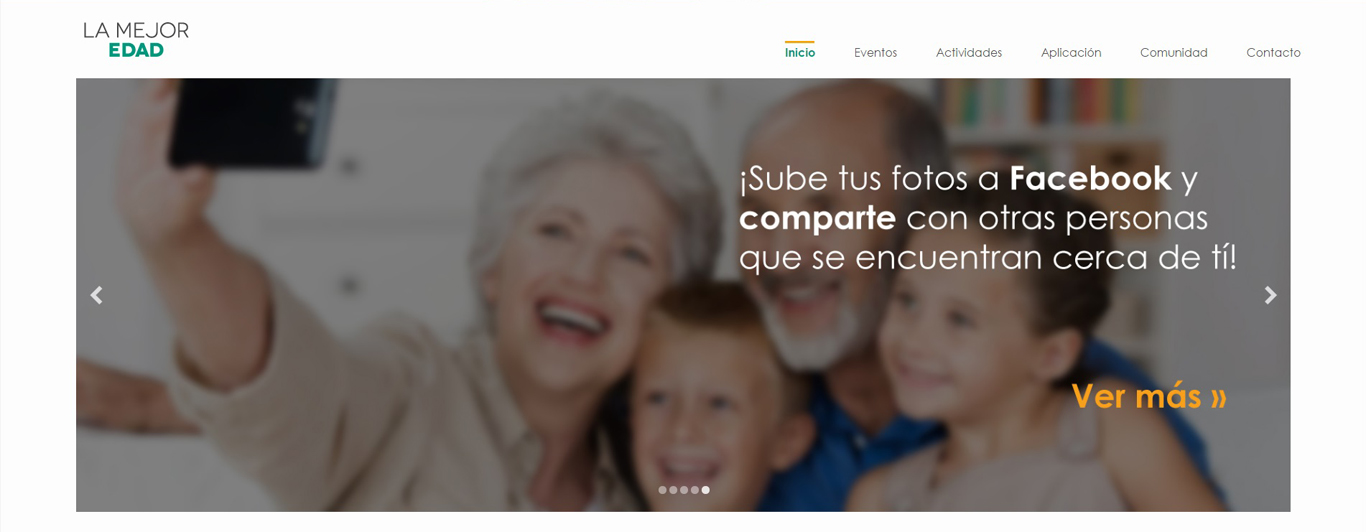 LA MEJOR
EDAD
Inicio Eventos Actividades Aplicación Comunidad Contacto
¡Sube tus fotos a Facebook y
comparte con otras personas
que se encuentran cerca de tí!
Ver más »